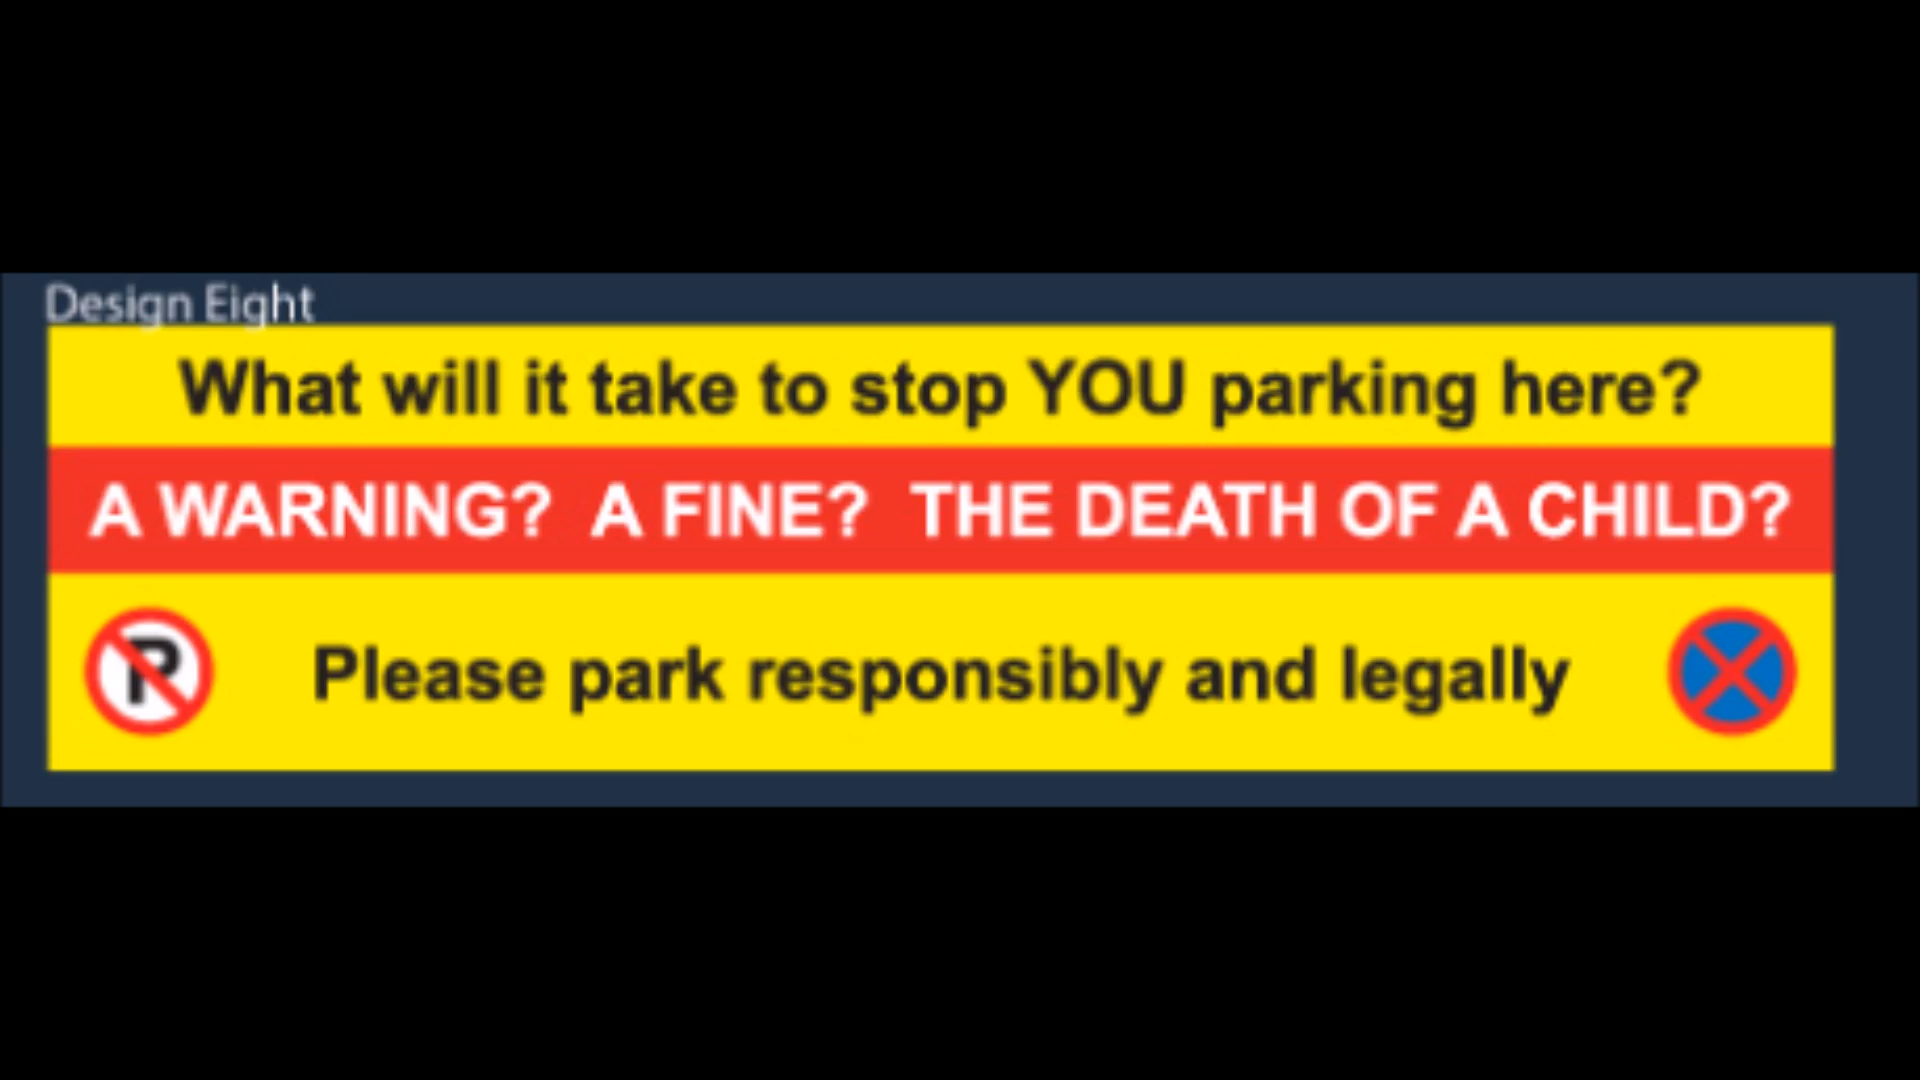 Design Eight
What will it take to stop YOU parking here?
A WARNING? A FINE? THE DEATH OF A CHILD?
P
Please park responsibly and legally